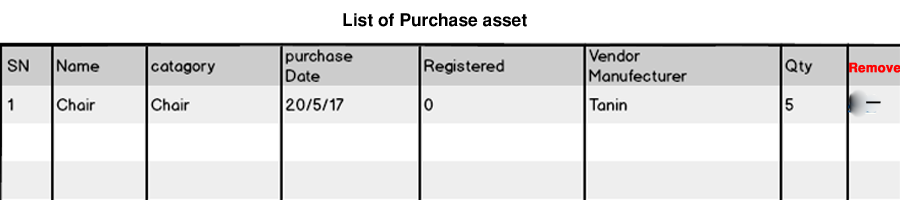 List of Purchase asset
SN Name catagory purchase Date Registered Vendor Manufacturer Qty Remove
1 Chair Chair 20/5/17 0 Tanin 5 –